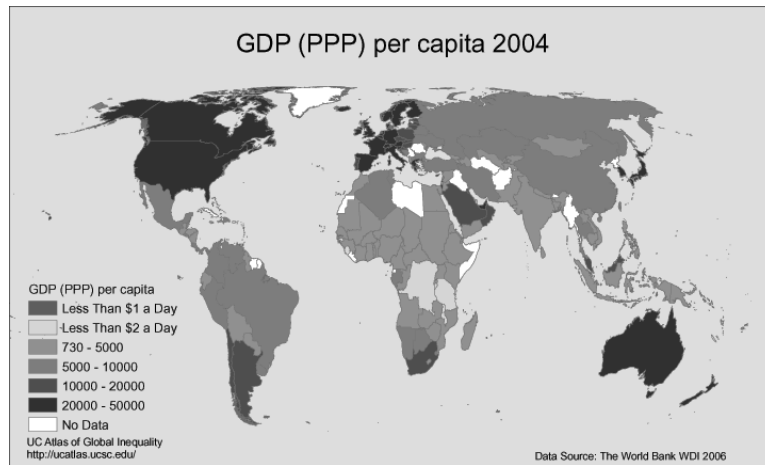 GDP (PPP) per capita 2004
GDP (PPP) per capita
Less Than $1 a Day
Less Than $2 a Day
730 - 5000
5000 - 10000
10000 - 20000
20000 - 50000
No Data
UC Atlas of Global Inequality
http://ucatlas.ucsc.edu/
Data Source: The World Bank WDI 2006